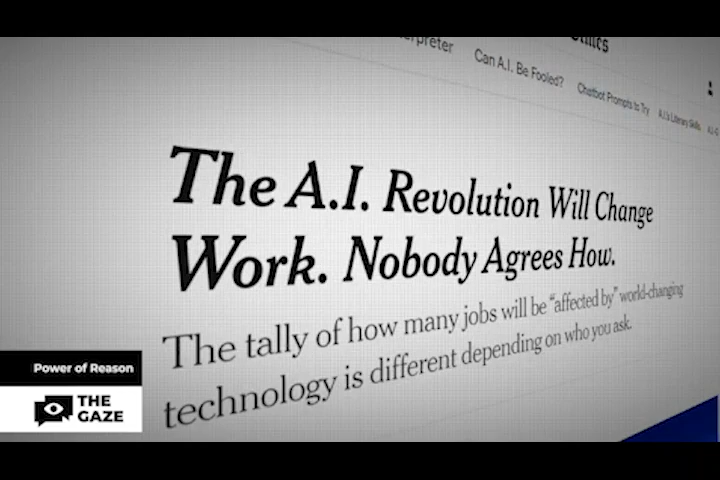 Can A.I. Be Fooled?
Chatbot Prompts to Try
A.I.'s Literary Skills
The A.I. Revolution Will Change
Work. Nobody Agrees How.
The tally of how many jobs will be “affected by” world-changing
technology is different depending on who you ask.
Power of Reason
THE
GAZE